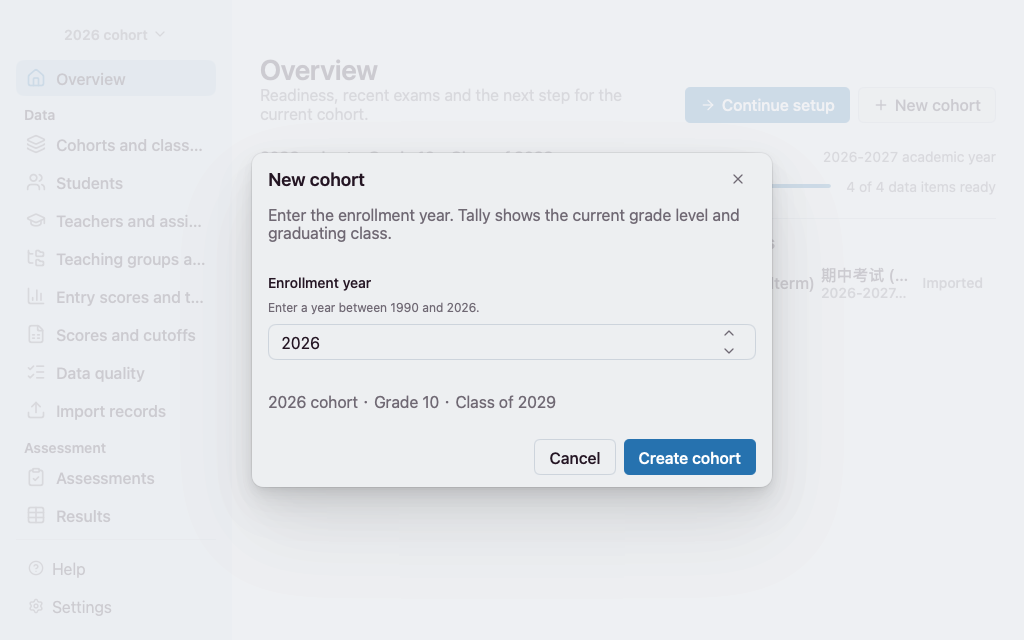 2026 cohort
Overview
Data
Cohorts and class...
Students
Teachers and assi...
Teaching groups a...
Entry scores and t...
Scores and cutoffs
Data quality
Import records
Assessment
Assessments
Results
Help
Settings
Overview
Readiness, recent exams and the next step for the
current cohort.
Continue setup
New cohort
2026-2027 academic year
4 of 4 data items ready
期中考试 (...
2026-2027...
Imported
New cohort
Enter the enrollment year. Tally shows the current grade level and
graduating class.
Enrollment year
Enter a year between 1990 and 2026.
2026
2026 cohort · Grade 10 · Class of 2029
Cancel
Create cohort